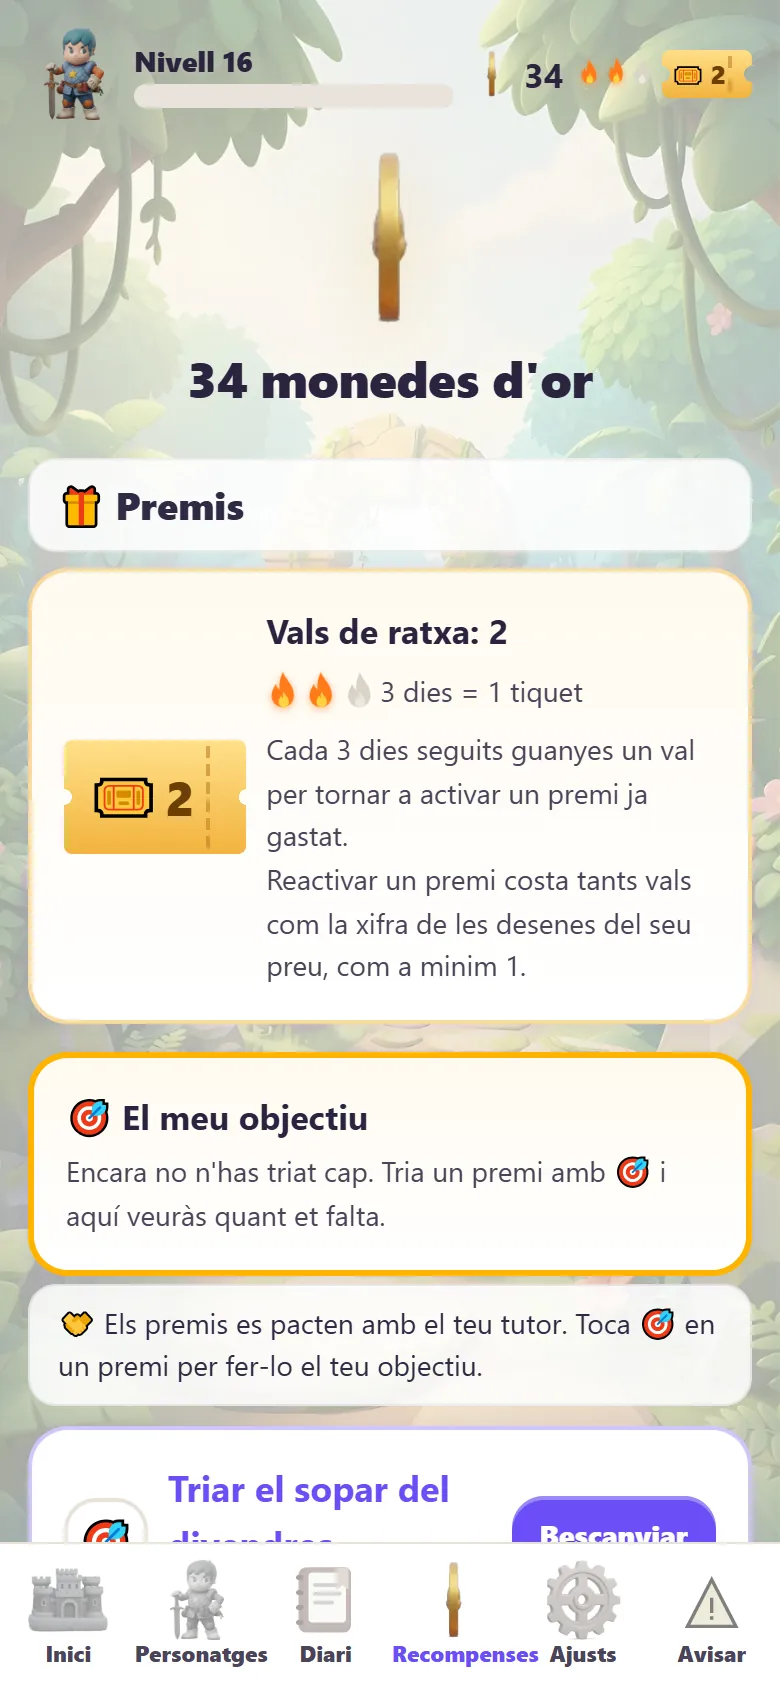 Nivell 16
34
2
34 monedes d'or
Premis
Vals de ratxa: 2
3 dies = 1 tiquet
2
Cada 3 dies seguits guanyes un val
per tornar a activar un premi ja
gastat.
Reactivar un premi costa tants vals
com la xifra de les desenes del seu
preu, com a minim 1.
El meu objectiu
Encara no n'has triat cap. Tria un premi amb i
aquí veuràs quant et falta.
Els premis es pacten amb el teu tutor. Toca en
un premi per fer-lo el teu objectiu.
Triar el sopar del
divendres
Bescanviar
Inici
Personatges
Diari
Recompenses
Ajusts
Avisar